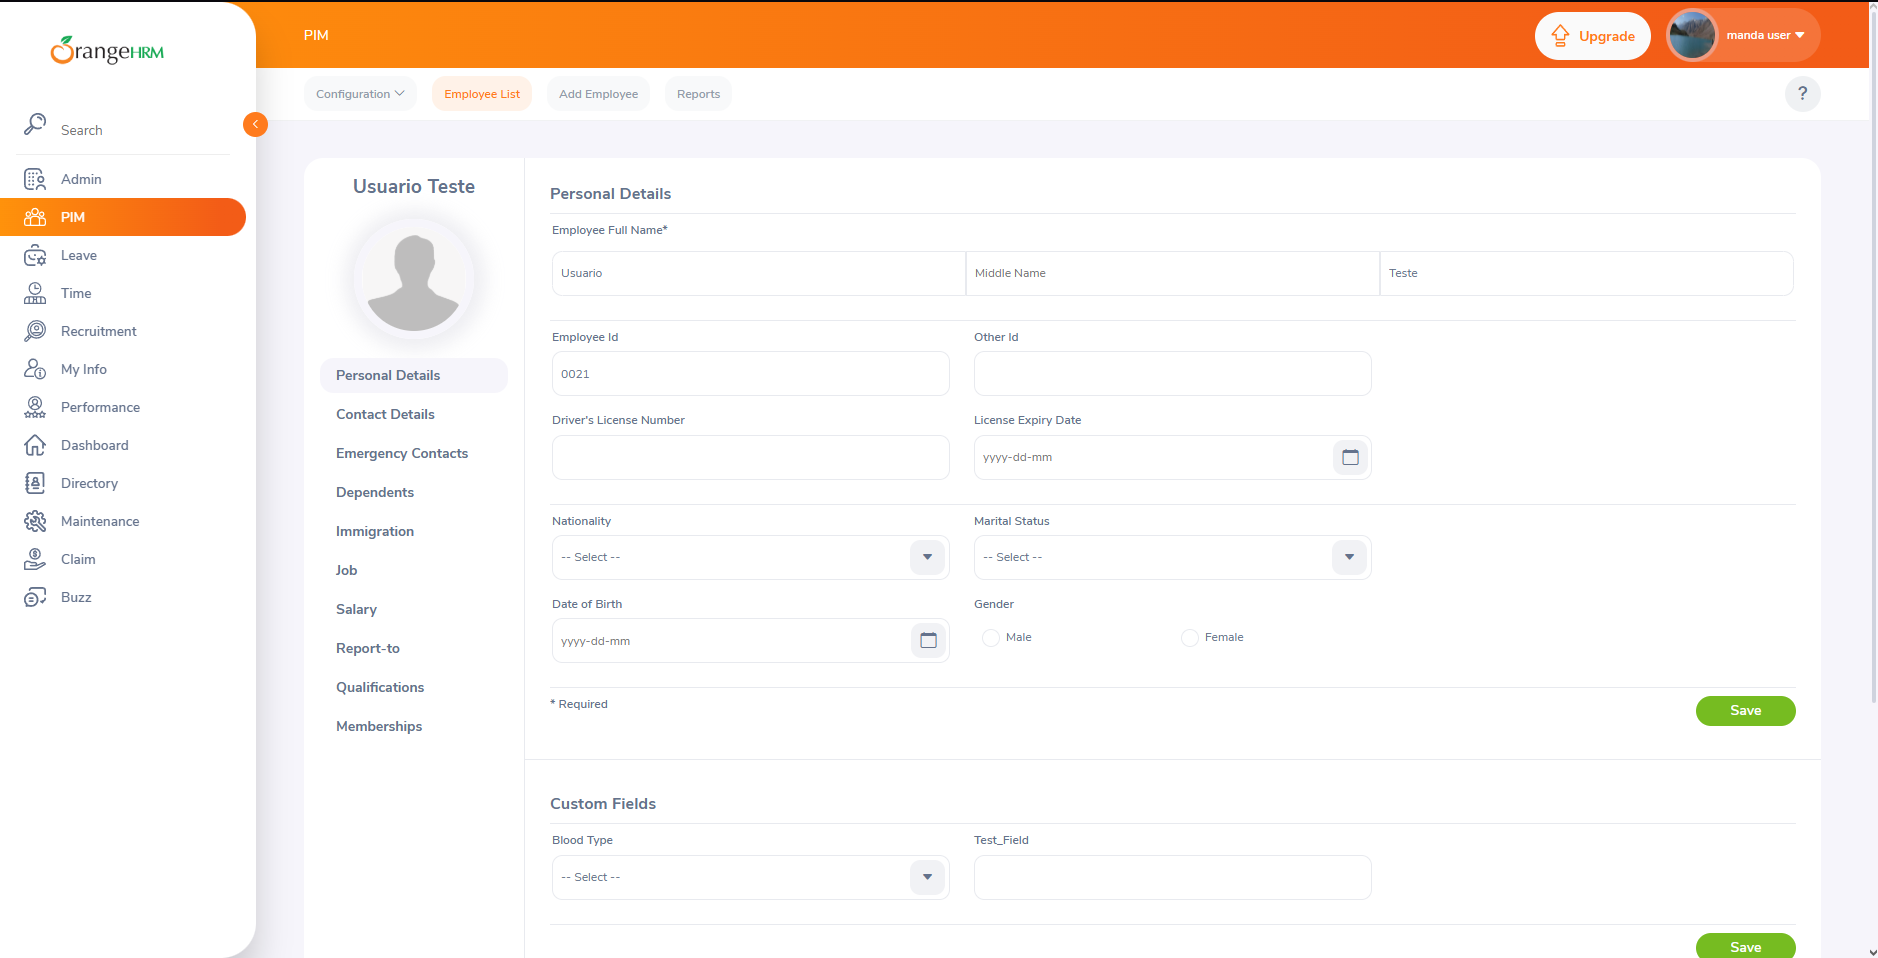 OrangeHRM
Search
Admin
PIM
Leave
Time
Recruitment
My Info
Performance
Dashboard
Directory
Maintenance
Claim
Buzz
PIM
Upgrade
manda user
Configuration
Employee List
Add Employee
Reports
?
Usuario Teste
Personal Details
Contact Details
Emergency Contacts
Dependents
Immigration
Job
Salary
Report-to
Qualifications
Memberships
Personal Details
Employee Full Name*
Usuario Middle Name Teste
Employee Id Other Id
0021
Driver's License Number License Expiry Date
yyyy-dd-mm
Nationality Marital Status
-- Select -- -- Select --
Date of Birth Gender
yyyy-dd-mm Male Female
* Required Save
Custom Fields
Blood Type Test_Field
-- Select --
Save